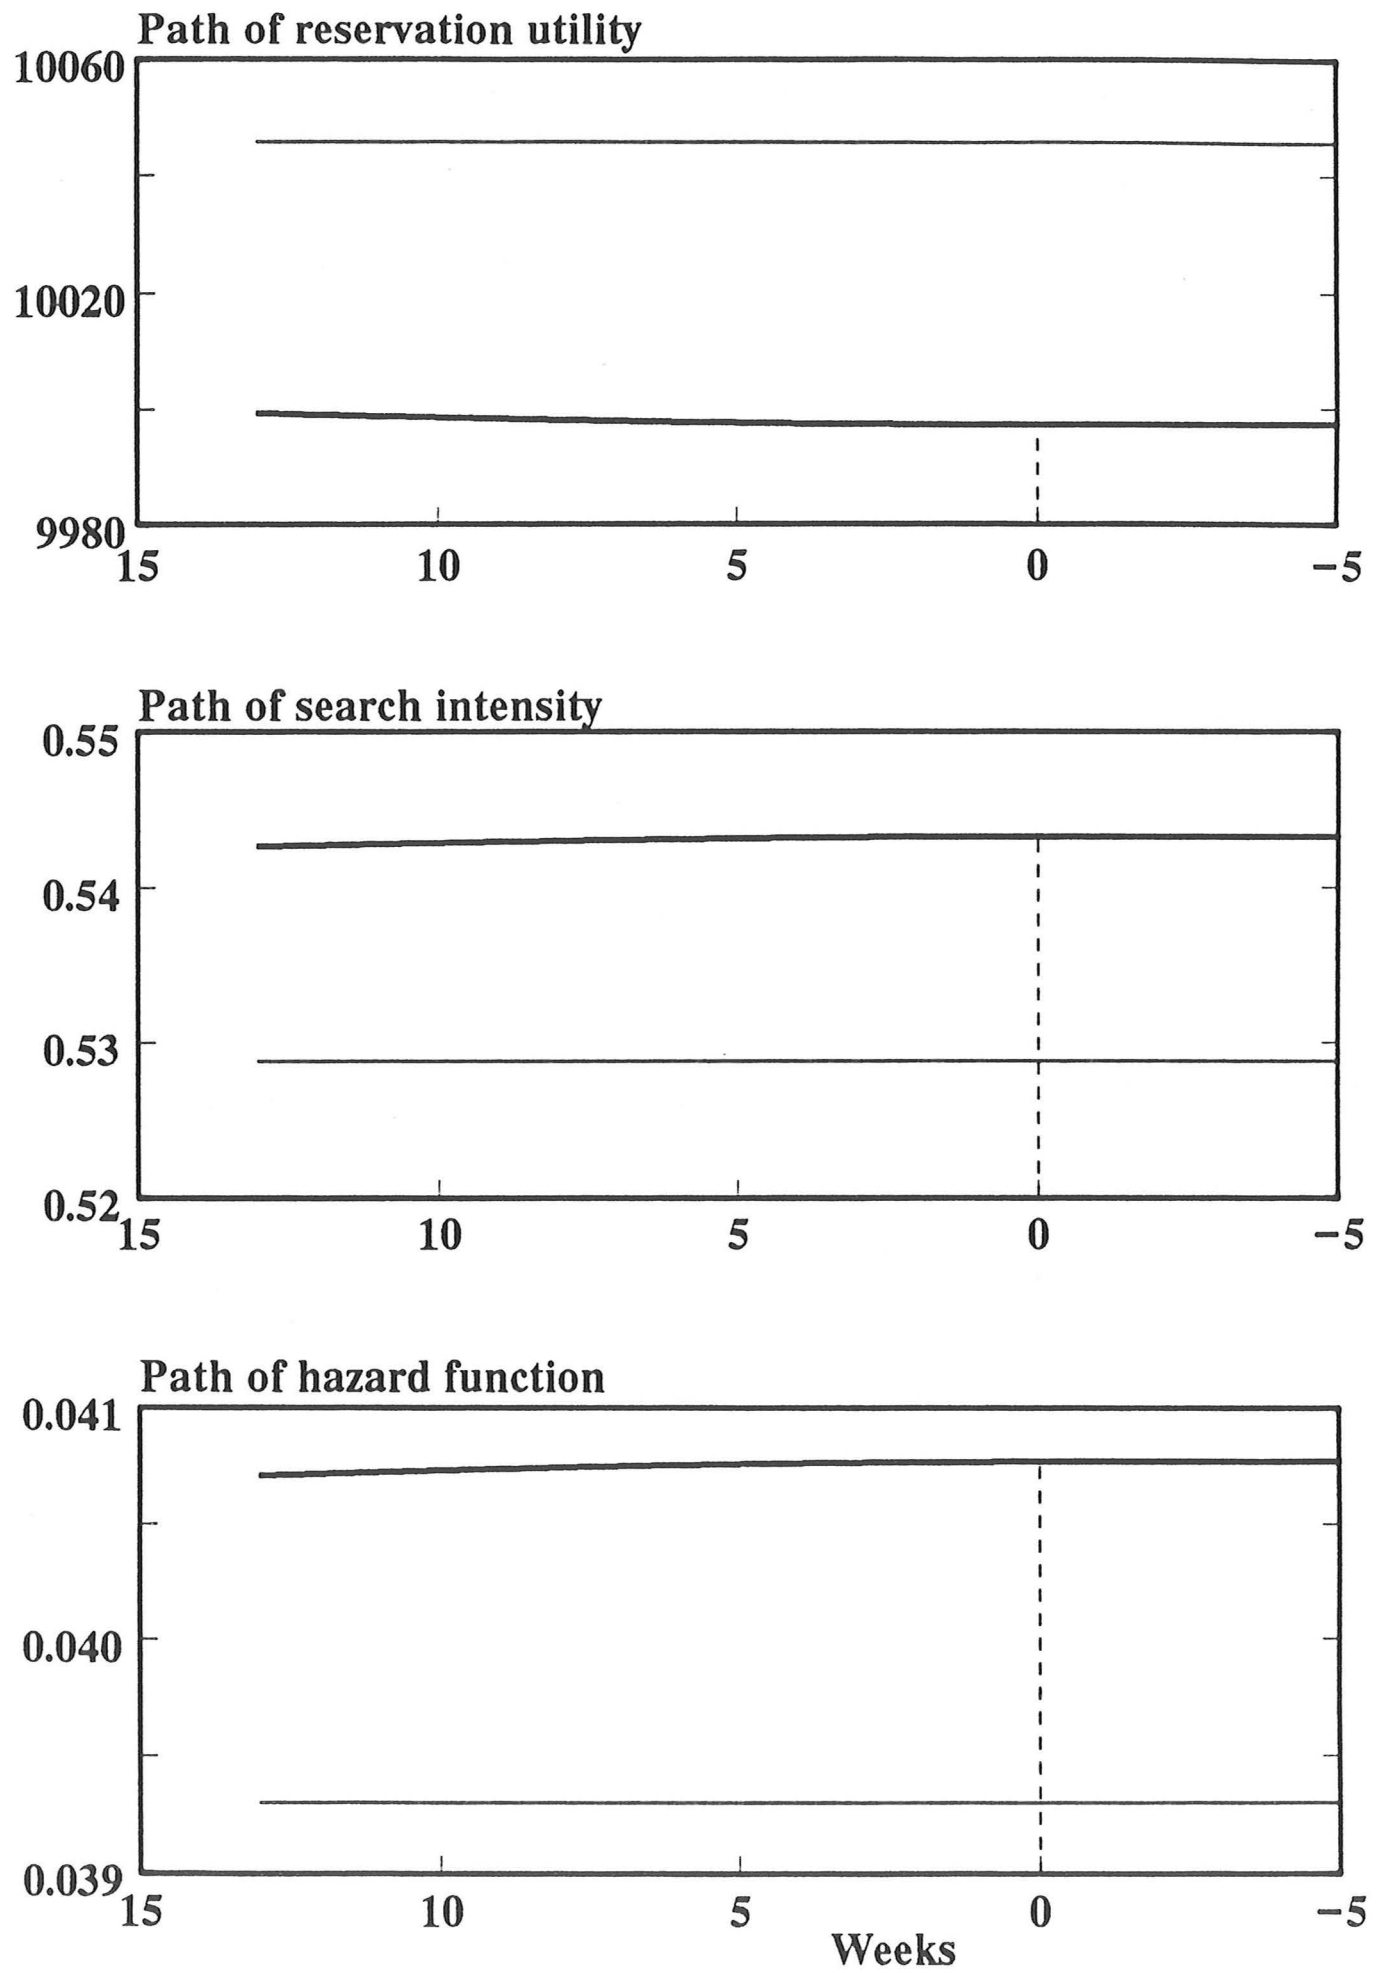 Path of reservation utility
10060
10020
9980
15 10 5 0 −5
Path of search intensity
0.55
0.54
0.53
0.52
15 10 5 0 −5
Path of hazard function
0.041
0.040
0.039
15 10 5 0 −5
Weeks